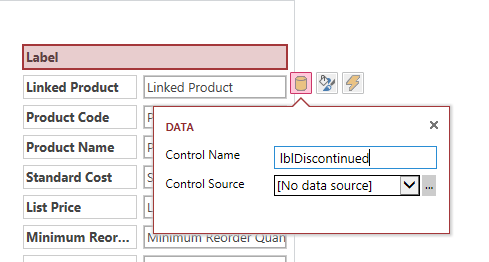 Label
Linked Product Linked Product
Product Code P
Product Name P
Standard Cost S
List Price L
Minimum Reor... Minimum Reorder Quan
DATA
Control Name lblDiscontinued
Control Source [No data source] ...